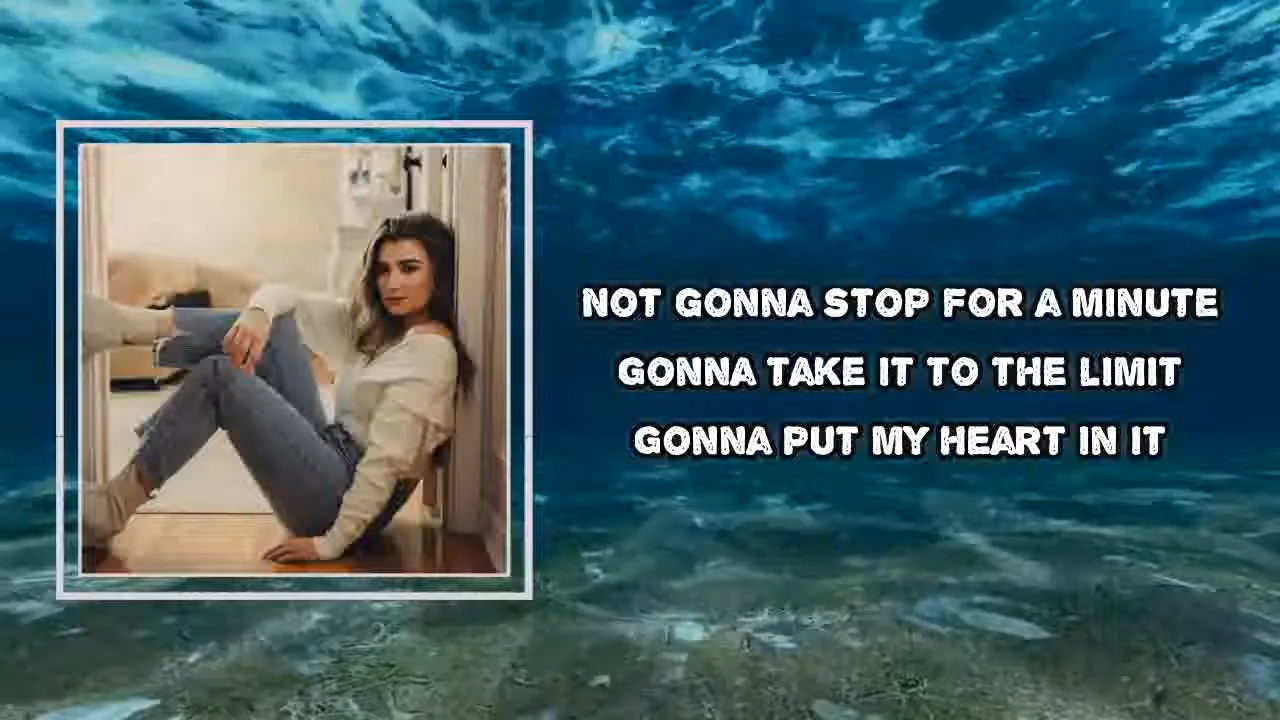 NOT GONNA STOP FOR A MINUTE
GONNA TAKE IT TO THE LIMIT
GONNA PUT MY HEART IN IT